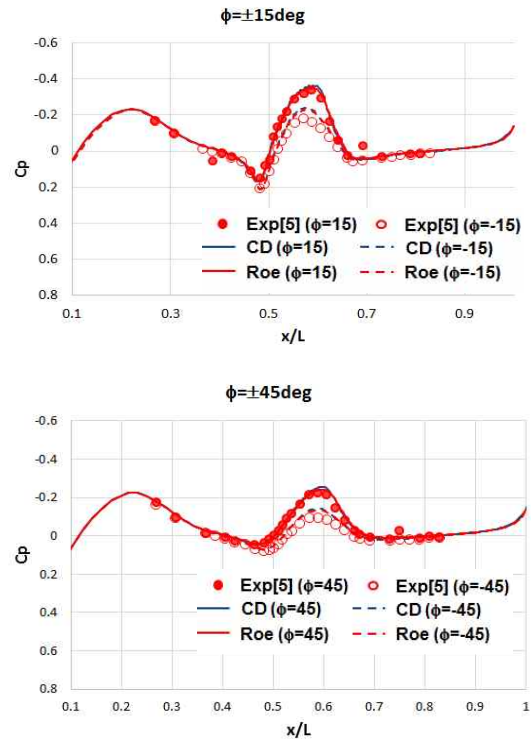 ϕ=±15deg
-0.6
-0.4
-0.2
0
0.2
0.4
0.6
0.8
Cp
Exp[5] (ϕ=15) Exp[5] (ϕ=-15)
CD (ϕ=15) CD (ϕ=-15)
Roe (ϕ=15) Roe (ϕ=-15)
0.1 0.3 0.5 0.7 0.9
x/L
ϕ=±45deg
-0.6
-0.4
-0.2
0
0.2
0.4
0.6
0.8
Cp
Exp[5] (ϕ=45) Exp[5] (ϕ=-45)
CD (ϕ=45) CD (ϕ=-45)
Roe (ϕ=45) Roe (ϕ=-45)
0.1 0.2 0.3 0.4 0.5 0.6 0.7 0.8 0.9 1
x/L